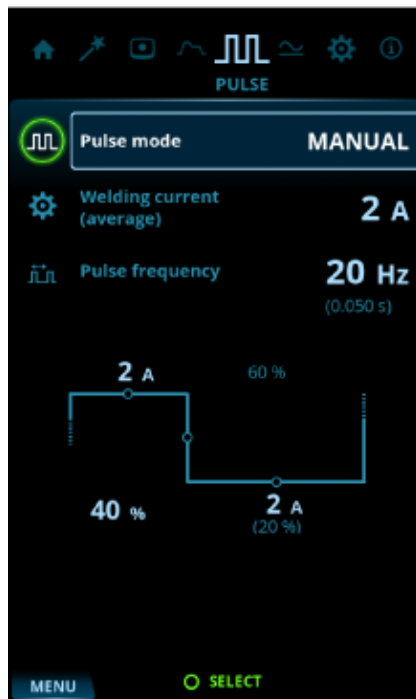 PULSE
Pulse mode MANUAL
Welding current
(average) 2 A
Pulse frequency 20 Hz
(0.050 s)
2 A 60 %
40 % 2 A
(20 %)
MENU SELECT